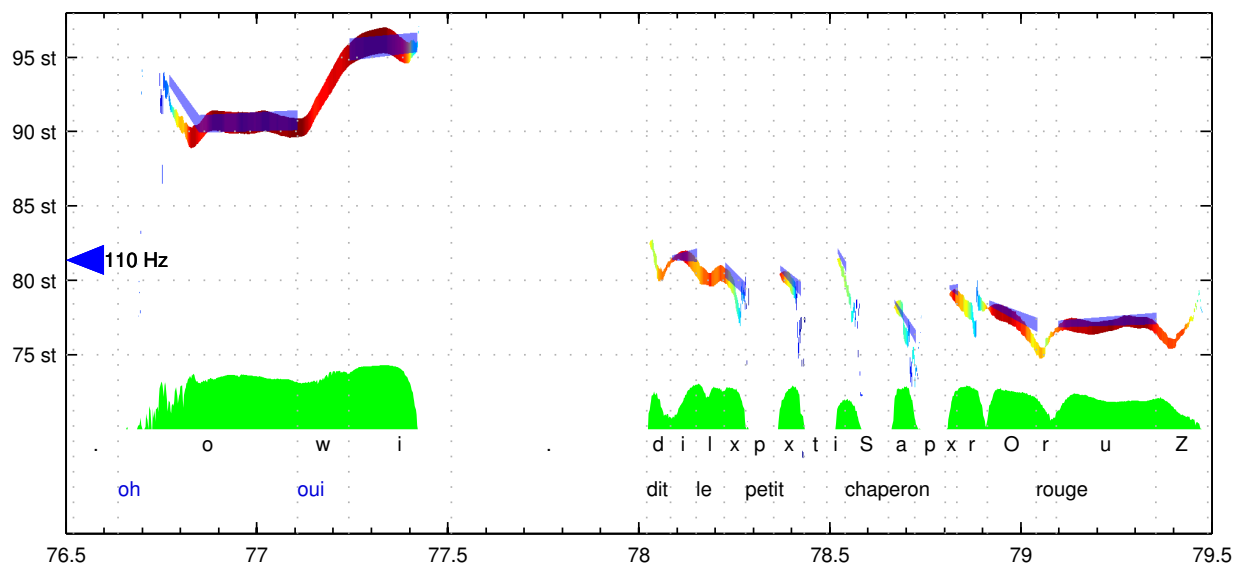 95 st
90 st
85 st
110 Hz
80 st
75 st
. o w i . d i l x p x t i S a p x r O r u Z
oh oui dit le petit chaperon rouge
76.5 77 77.5 78 78.5 79 79.5